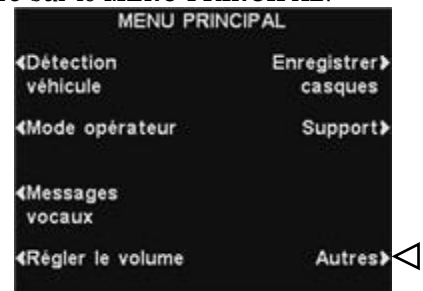 MENU PRINCIPAL
◀Détection
véhicule
Enregistrer▶
casques
◀Mode opérateur
Support▶
◀Messages
vocaux
◀Régler le volume
Autres▶